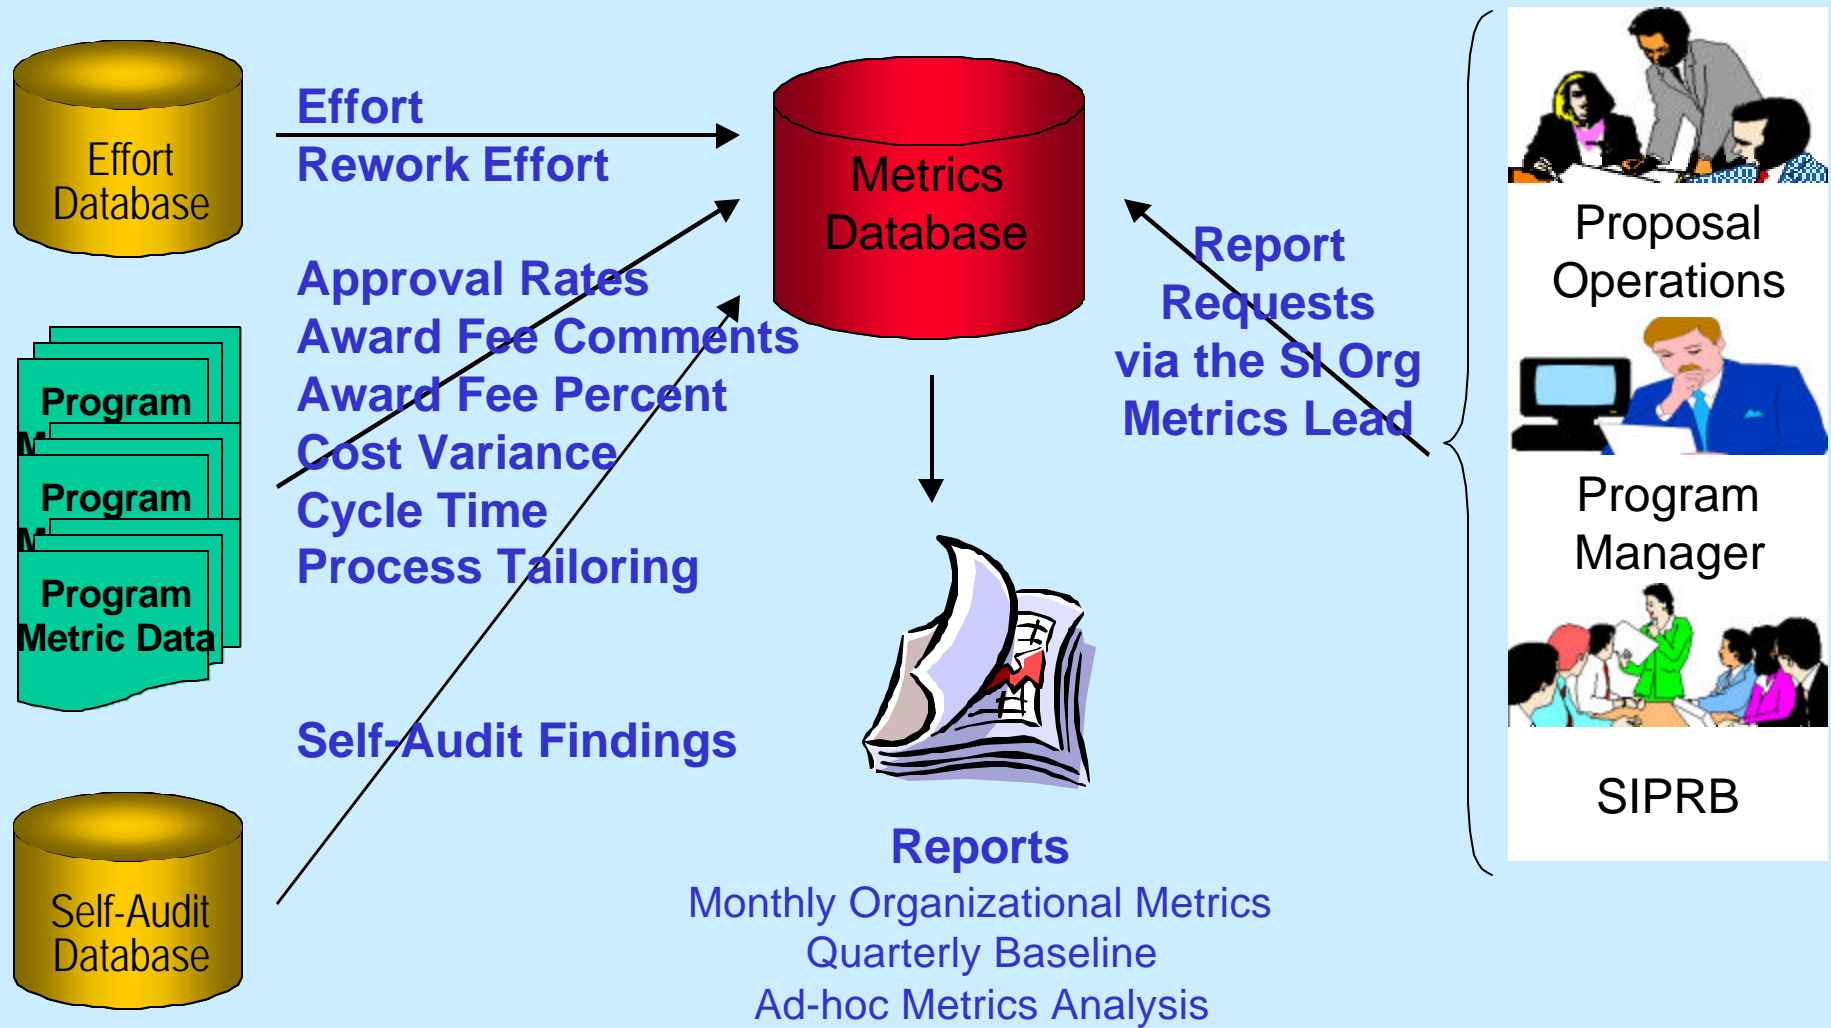 Effort
Database
Effort
Rework Effort
Metrics
Database
Approval Rates
Award Fee Comments
Award Fee Percent
Cost Variance
Cycle Time
Process Tailoring
Program
Program
Program
Metric Data
Self-Audit Findings
Self-Audit
Database
Report
Requests
via the SI Org
Metrics Lead
Reports
Monthly Organizational Metrics
Quarterly Baseline
Ad-hoc Metrics Analysis
Proposal
Operations
Program
Manager
SIPRB